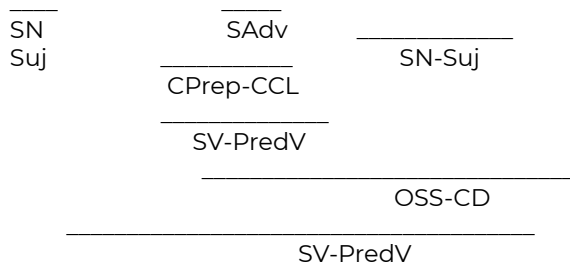 SN SAdv
Suj SN-Suj
CPrep-CCL
SV-PredV
OSS-CD
SV-PredV